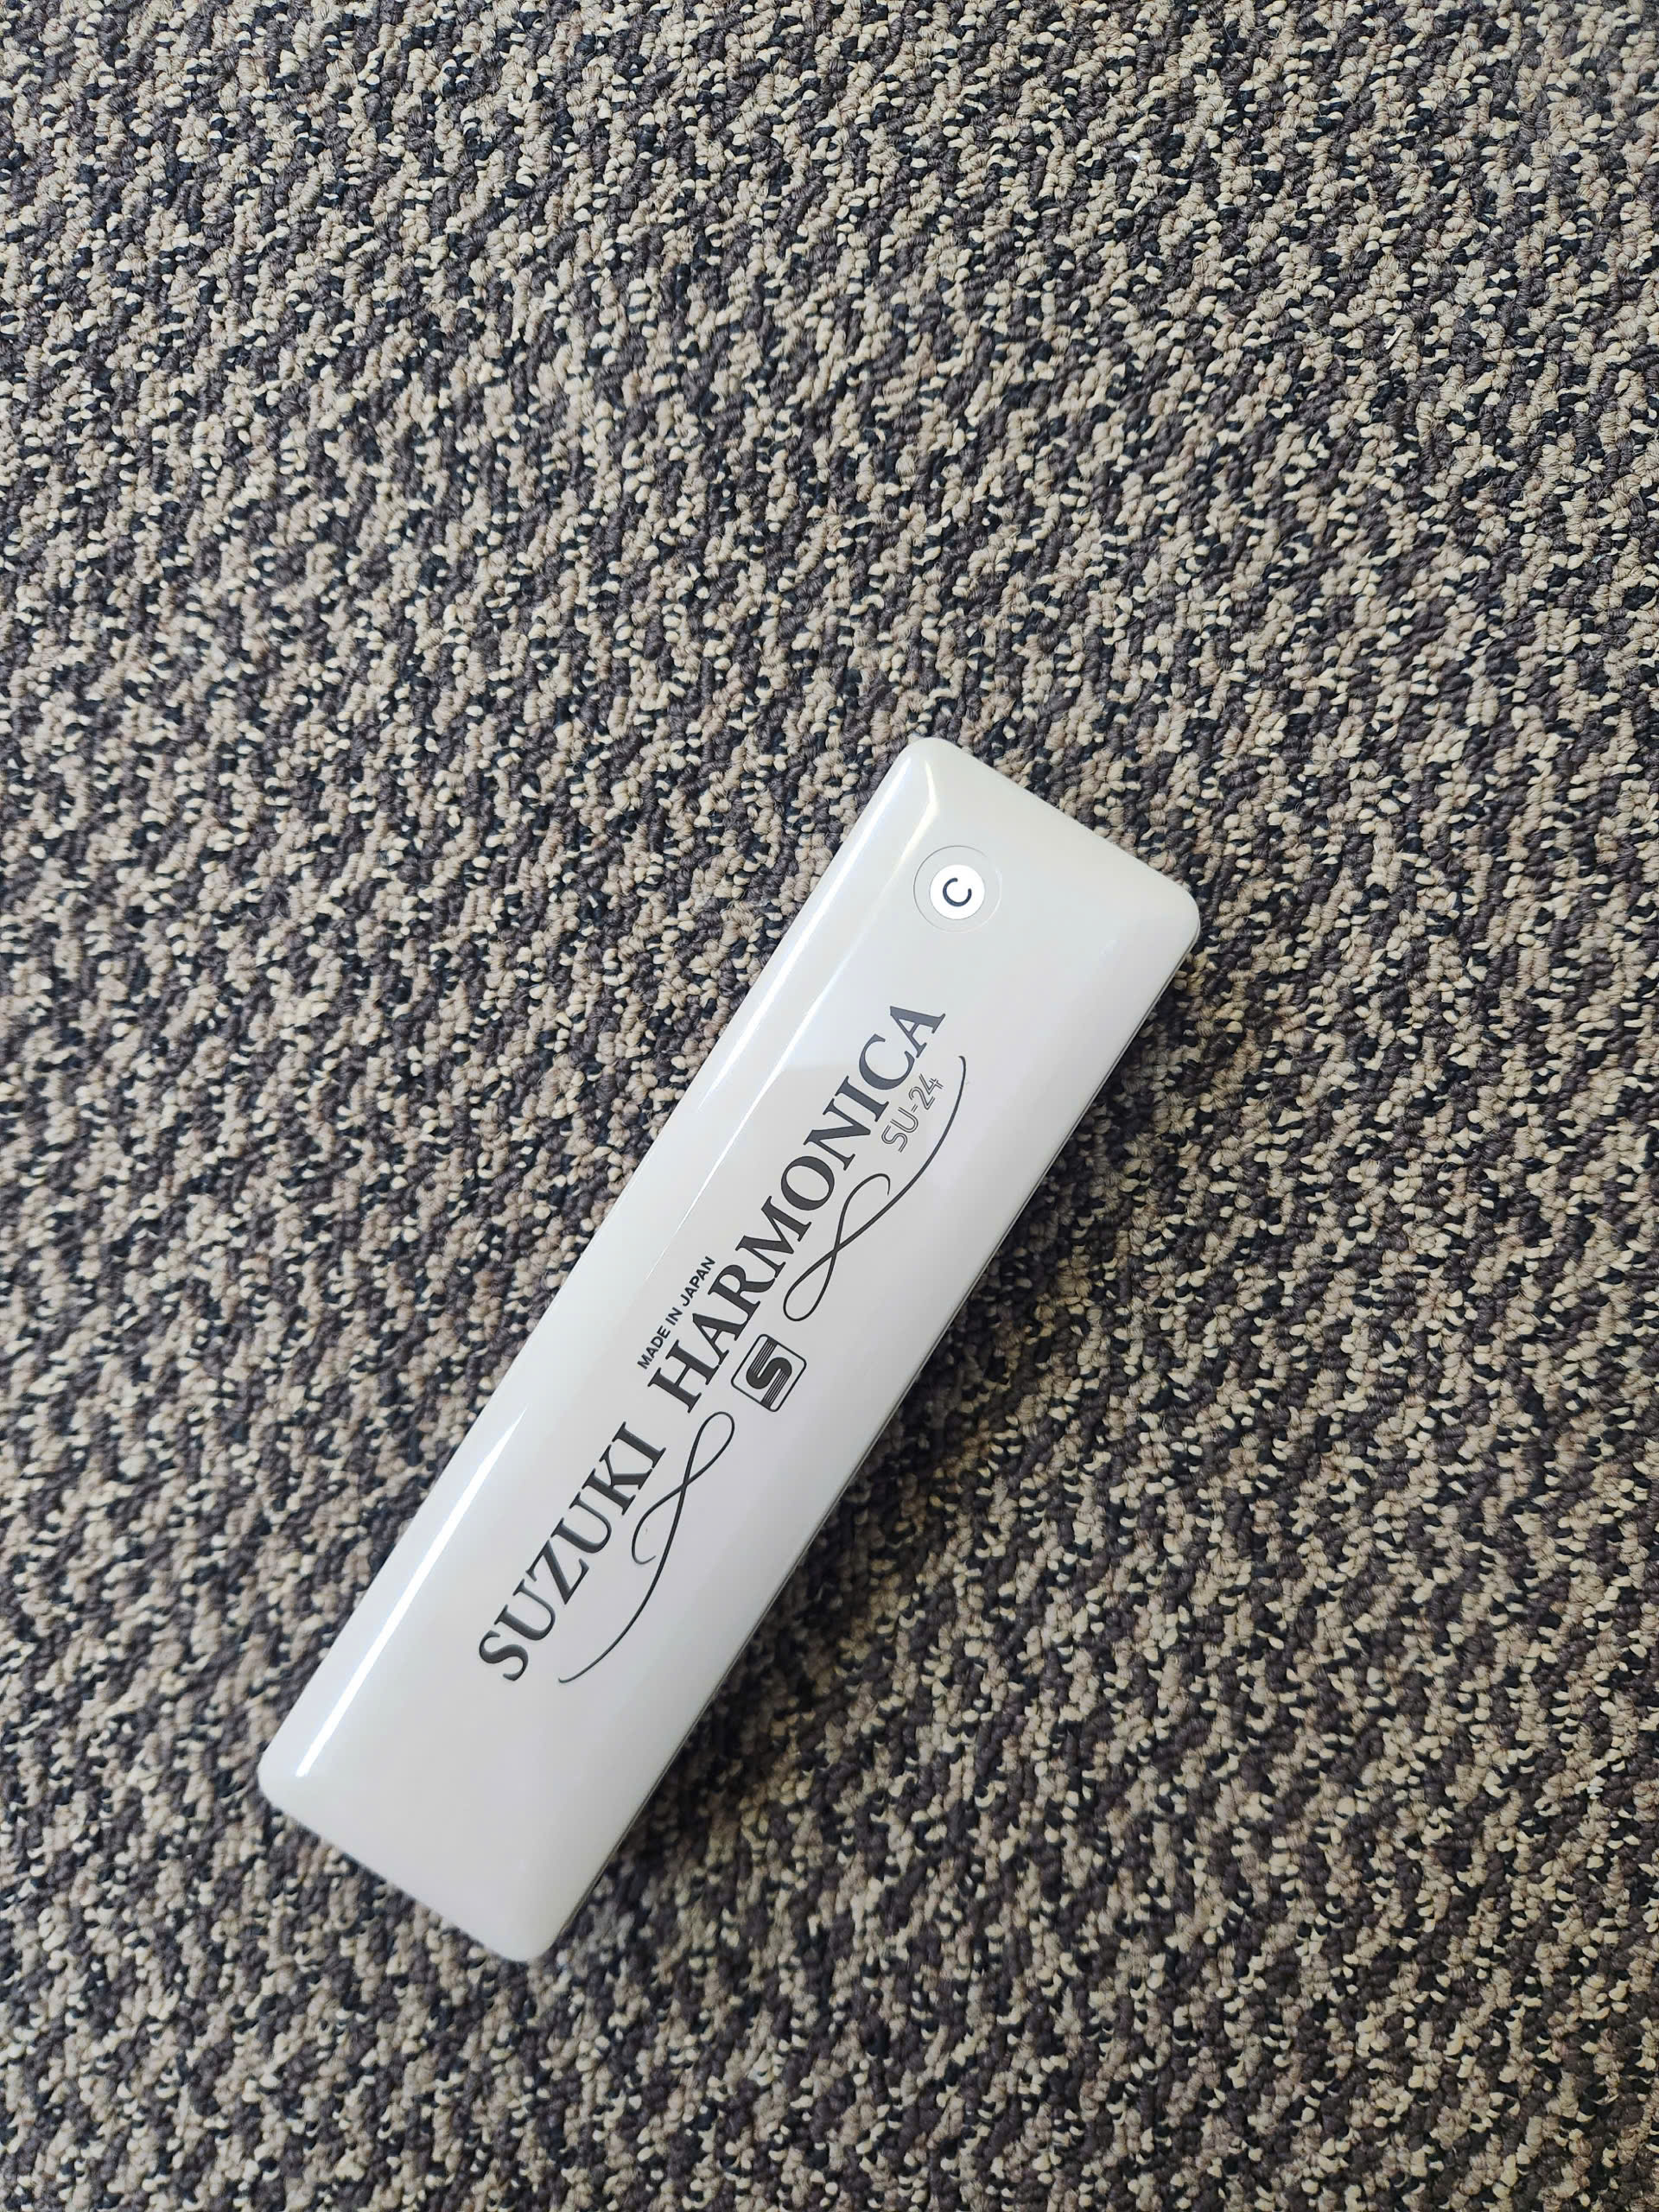 MADE IN JAPAN
SUZUKI HARMONICA
S
SU-24
C